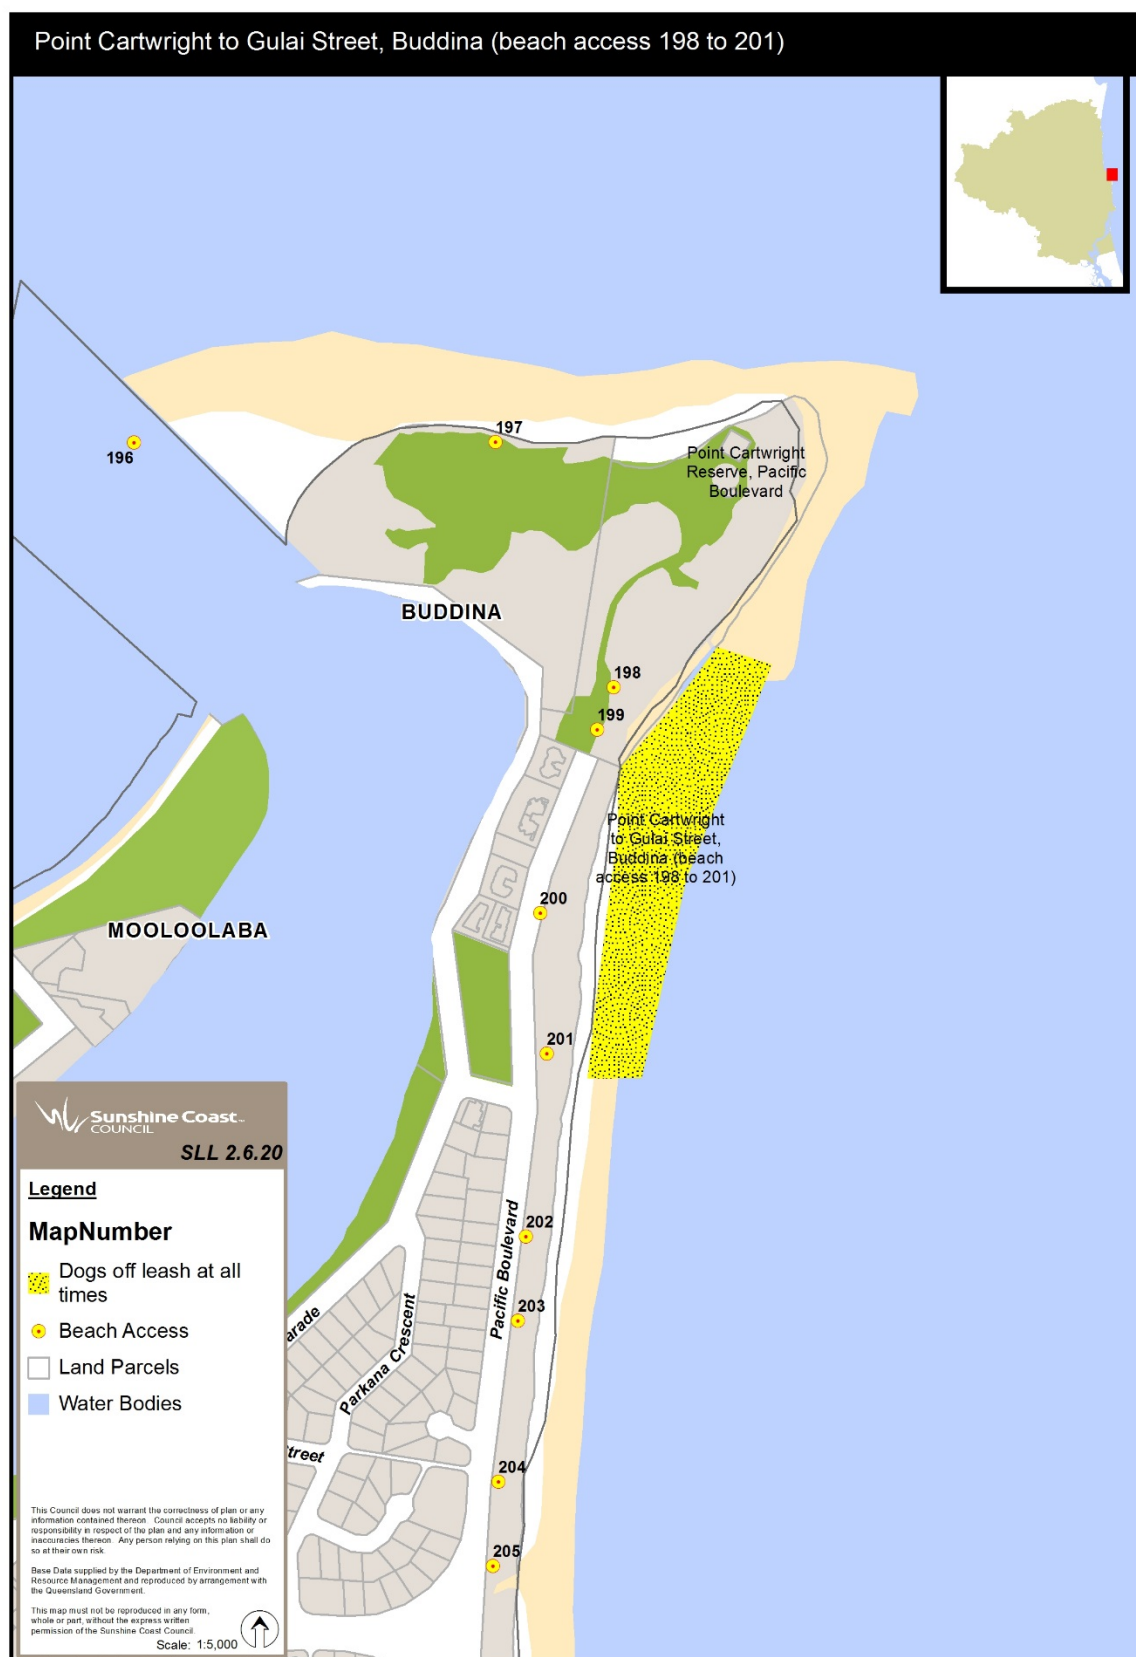 Point Cartwright to Gulai Street, Buddina (beach access 198 to 201)
196
197
Point Cartwright
Reserve, Pacific
Boulevard
BUDDINA
198
199
Point Cartwright
to Gulai Street,
Buddina (beach
access 198 to 201)
200
MOOLOOLABA
201
202
Pacific Boulevard
203
arade
Parkana Crescent
treet
204
205
Sunshine Coast™
COUNCIL
SLL 2.6.20
Legend
MapNumber
Dogs off leash at all
times
Beach Access
Land Parcels
Water Bodies
This Council does not warrant the correctness of plan or any
information contained thereon. Council accepts no liability or
responsibility in respect of the plan and any information or
inaccuracies thereon. Any person relying on this plan shall do
so at their own risk.
Base Data supplied by the Department of Environment and
Resource Management and reproduced by arrangement with
the Queensland Government.
This map must not be reproduced in any form,
whole or part, without the express written
permission of the Sunshine Coast Council.
Scale: 1:5,000